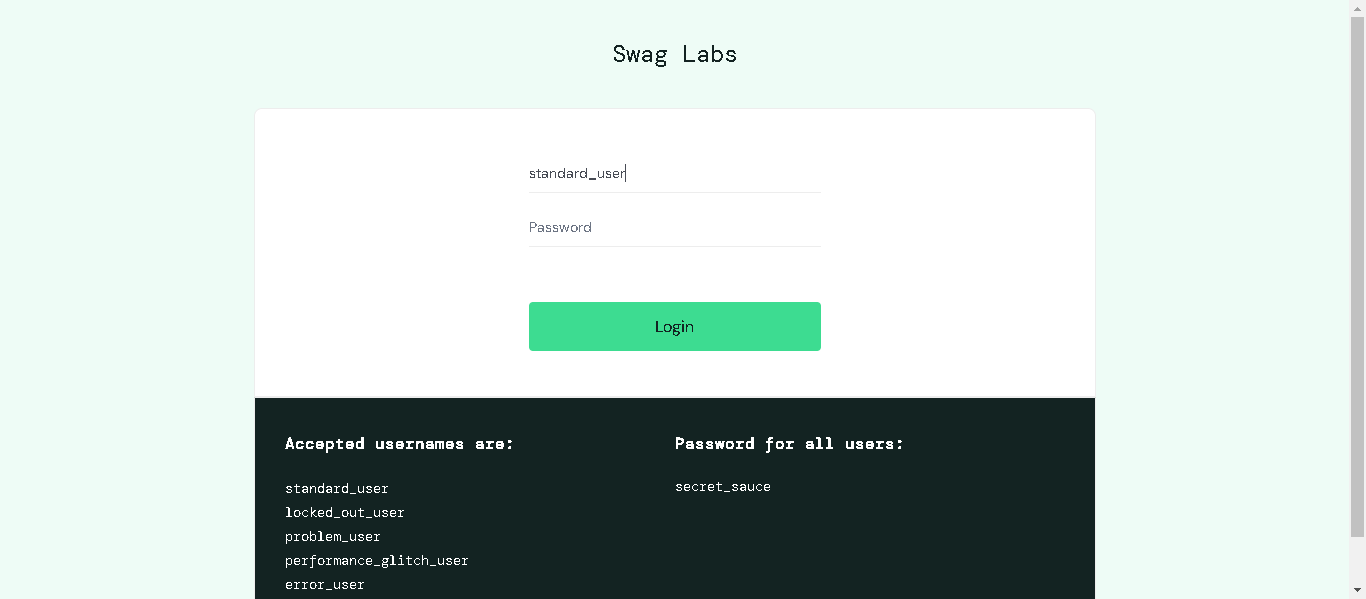 Swag Labs
standard_user
Password
Login
Accepted usernames are:
standard_user
locked_out_user
problem_user
performance_glitch_user
error_user
Password for all users:
secret_sauce